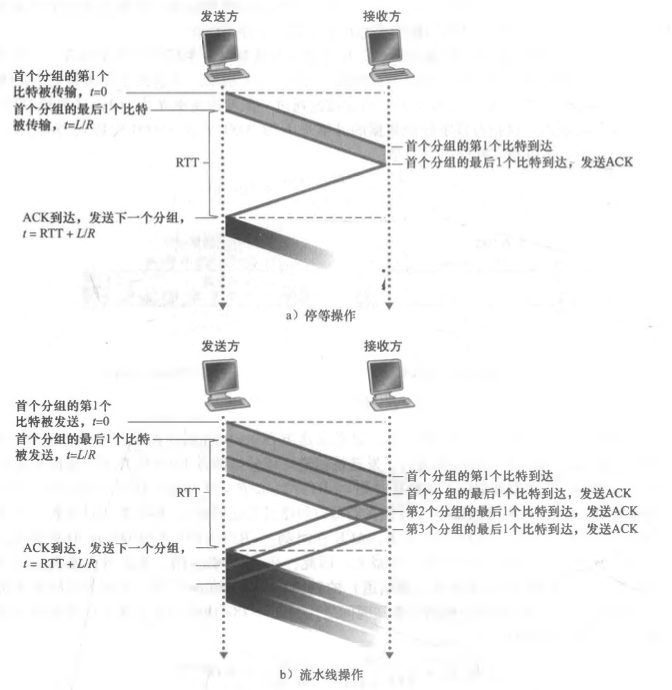 发送方 接收方
首个分组的第1个
比特被传输，t=0
首个分组的最后1个比特
被传输，t=L/R
首个分组的第1个比特到达
首个分组的最后1个比特到达，发送ACK
RTT
ACK到达，发送下一个分组，
t = RTT + L/R
a）停等操作
发送方 接收方
首个分组的第1个
比特被发送，t=0
首个分组的最后1个比特
被发送，t=L/R
首个分组的第1个比特到达
RTT
首个分组的最后1个比特到达，发送ACK
第2个分组的最后1个比特到达，发送ACK
第3个分组的最后1个比特到达，发送ACK
ACK到达，发送下一个分组，
t = RTT + L/R
b）流水线操作